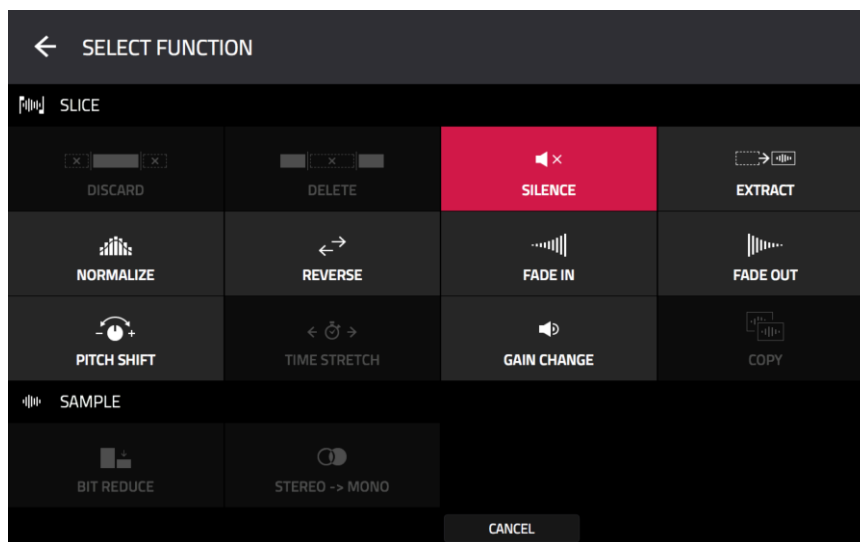 SELECT FUNCTION
SLICE
DISCARD DELETE SILENCE EXTRACT
NORMALIZE REVERSE FADE IN FADE OUT
PITCH SHIFT TIME STRETCH GAIN CHANGE COPY
SAMPLE
BIT REDUCE STEREO -> MONO
CANCEL